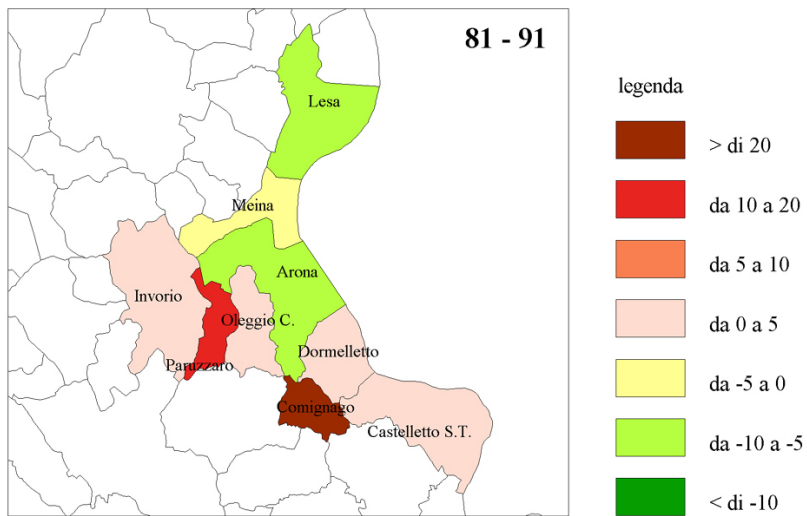 81 - 91
Lesa
Meina
Arona
Invorio
Oleggio C.
Dormelletto
Paruzzaro
Comignago
Castelletto S.T.
legenda
> di 20
da 10 a 20
da 5 a 10
da 0 a 5
da -5 a 0
da -10 a -5
< di -10